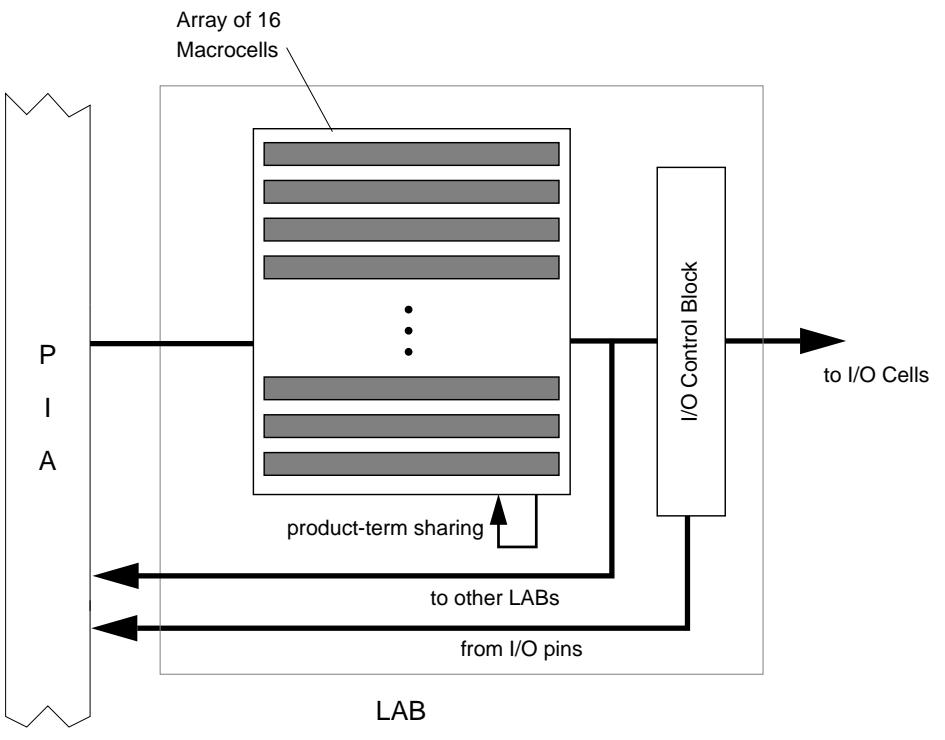 Array of 16
Macrocells
P
I
A
I/O Control Block
to I/O Cells
product-term sharing
to other LABs
from I/O pins
LAB